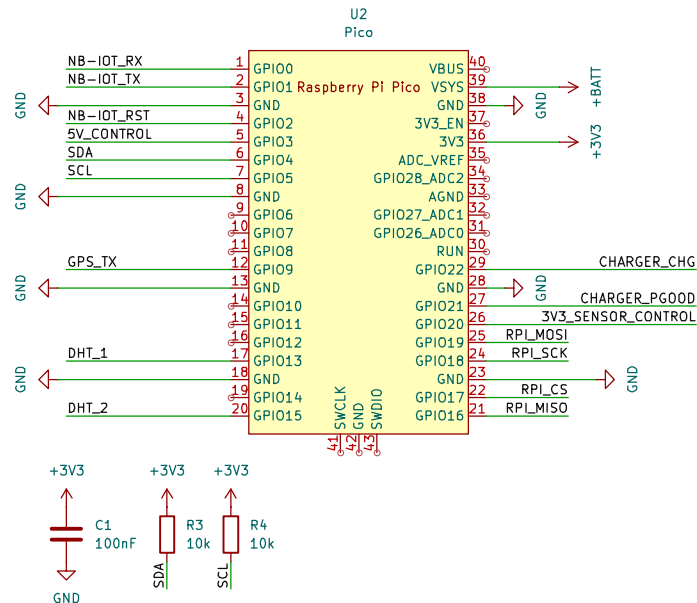 U2
Pico
Raspberry Pi Pico
NB-IOT_RX 1 GPIO0
NB-IOT_TX 2 GPIO1
GND 3 GND
NB-IOT_RST 4 GPIO2
5V_CONTROL 5 GPIO3
SDA 6 GPIO4
SCL 7 GPIO5
GND 8 GND
9 GPIO6
10 GPIO7
11 GPIO8
GPS_TX 12 GPIO9
GND 13 GND
14 GPIO10
15 GPIO11
16 GPIO12
DHT_1 17 GPIO13
GND 18 GND
19 GPIO14
DHT_2 20 GPIO15
VBUS 40
VSYS 39 +BATT
GND 38 GND
3V3_EN 37
3V3 36 +3V3
ADC_VREF 35
GPIO28_ADC2 34
AGND 33
GPIO27_ADC1 32
GPIO26_ADC0 31
RUN 30
GPIO22 29 CHARGER_CHG
GND 28 GND
GPIO21 27 CHARGER_PGOOD
GPIO20 26 3V3_SENSOR_CONTROL
GPIO19 25 RPI_MOSI
GPIO18 24 RPI_SCK
GND 23 GND
GPIO17 22 RPI_CS
GPIO16 21 RPI_MISO
SWCLK GND SWDIO
41 42 43
+3V3 +3V3 +3V3
C1 R3 R4
100nF 10k 10k
SDA SCL
GND